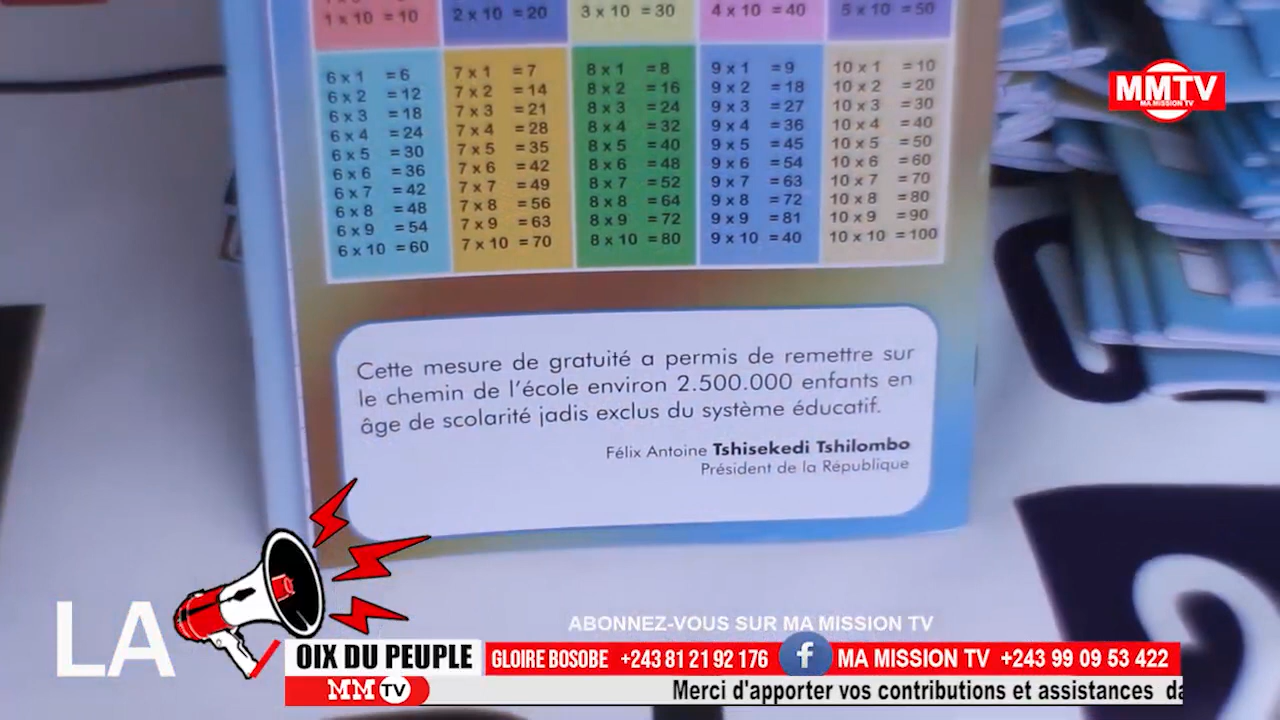 1 x 10 = 10
2 x 10 = 20
3 x 10 = 30
4 x 10 = 40
5 x 10 = 50
6 x 1 = 6
6 x 2 = 12
6 x 3 = 18
6 x 4 = 24
6 x 5 = 30
6 x 6 = 36
6 x 7 = 42
6 x 8 = 48
6 x 9 = 54
6 x 10 = 60
7 x 1 = 7
7 x 2 = 14
7 x 3 = 21
7 x 4 = 28
7 x 5 = 35
7 x 6 = 42
7 x 7 = 49
7 x 8 = 56
7 x 9 = 63
7 x 10 = 70
8 x 1 = 8
8 x 2 = 16
8 x 3 = 24
8 x 4 = 32
8 x 5 = 40
8 x 6 = 48
8 x 7 = 52
8 x 8 = 64
8 x 9 = 72
8 x 10 = 80
9 x 1 = 9
9 x 2 = 18
9 x 3 = 27
9 x 4 = 36
9 x 5 = 45
9 x 6 = 54
9 x 7 = 63
9 x 8 = 72
9 x 9 = 81
9 x 10 = 40
10 x 1 = 10
10 x 2 = 20
10 x 3 = 30
10 x 4 = 40
10 x 5 = 50
10 x 6 = 60
10 x 7 = 70
10 x 8 = 80
10 x 9 = 90
10 x 10 = 100
MMTV
MA MISSION TV
Cette mesure de gratuité a permis de remettre sur
le chemin de l'école environ 2.500.000 enfants en
âge de scolarité jadis exclus du système éducatif.
Félix Antoine Tshisekedi Tshilombo
Président de la République
ABONNEZ-VOUS SUR MA MISSION TV
LA
OIX DU PEUPLE
GLOIRE BOSOBE +243 81 21 92 176
f
MA MISSION TV +243 99 09 53 422
MM TV
Merci d'apporter vos contributions et assistances